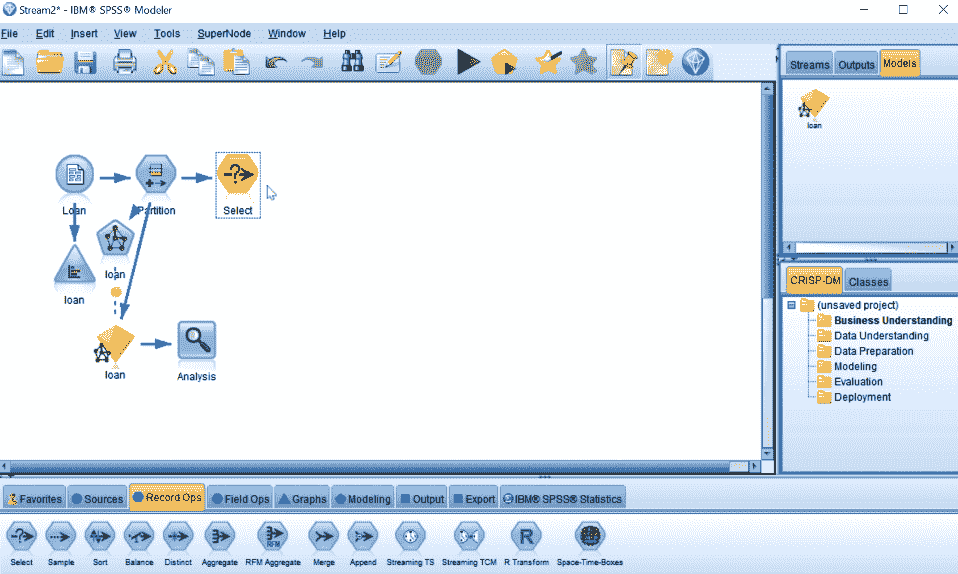 Stream2* - IBM® SPSS® Modeler
File Edit Insert View Tools SuperNode Window Help
Streams Outputs Models
loan
Loan Partition Select
loan
loan
loan
Analysis
CRISP-DM Classes
(unsaved project)
Business Understanding
Data Understanding
Data Preparation
Modeling
Evaluation
Deployment
Favorites Sources Record Ops Field Ops Graphs Modeling Output Export IBM® SPSS® Statistics
RFM R
Select Sample Sort Balance Distinct Aggregate RFM Aggregate Merge Append Streaming TS Streaming TCM R Transform Space-Time-Boxes